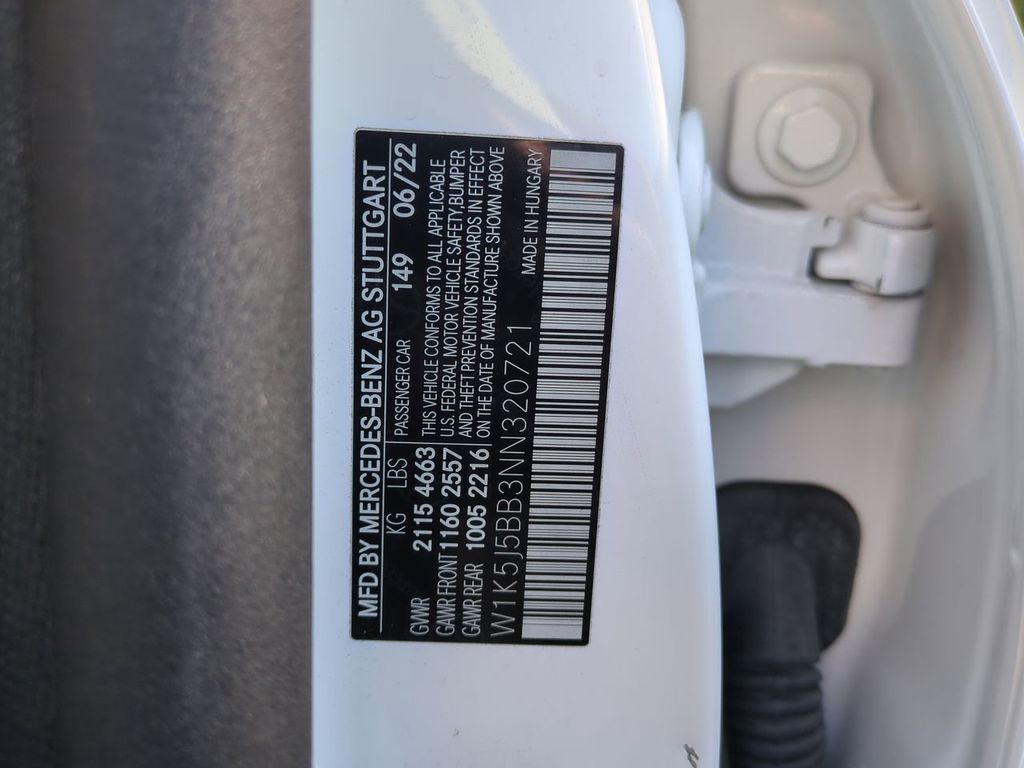 MFD BY MERCEDES-BENZ AG STUTTGART
KG LBS
PASSENGER CAR 149 06/22
GWR 2115 4663
GAWR FRONT 1160 2557
GAWR REAR 1005 2216
THIS VEHICLE CONFORMS TO ALL APPLICABLE
U.S. FEDERAL MOTOR VEHICLE SAFETY, BUMPER
AND THEFT PREVENTION STANDARDS IN EFFECT
ON THE DATE OF MANUFACTURE SHOWN ABOVE
W1K5J5BB3NN320721
MADE IN HUNGARY